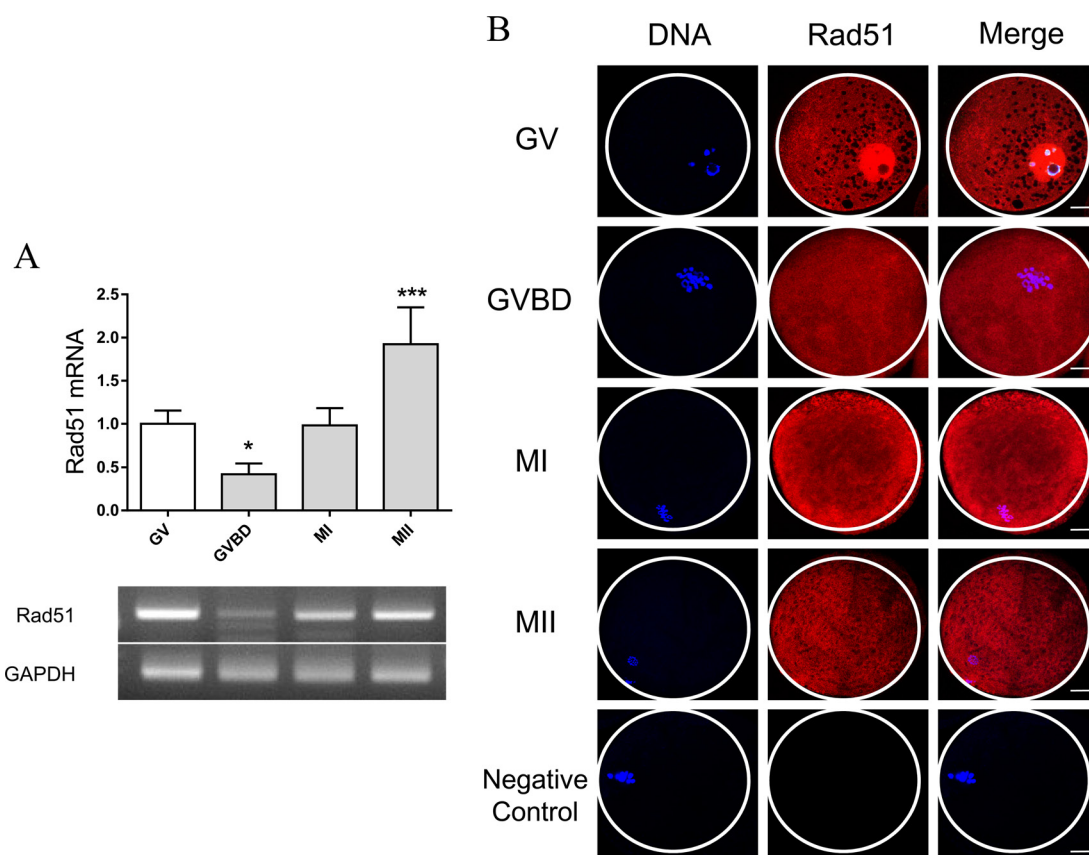 A
Rad51 mRNA
2.5
2.0
1.5
1.0
0.5
0.0
*
***
GV
GVBD
MI
MII
Rad51
GAPDH
B
DNA
Rad51
Merge
GV
GVBD
MI
MII
Negative
Control